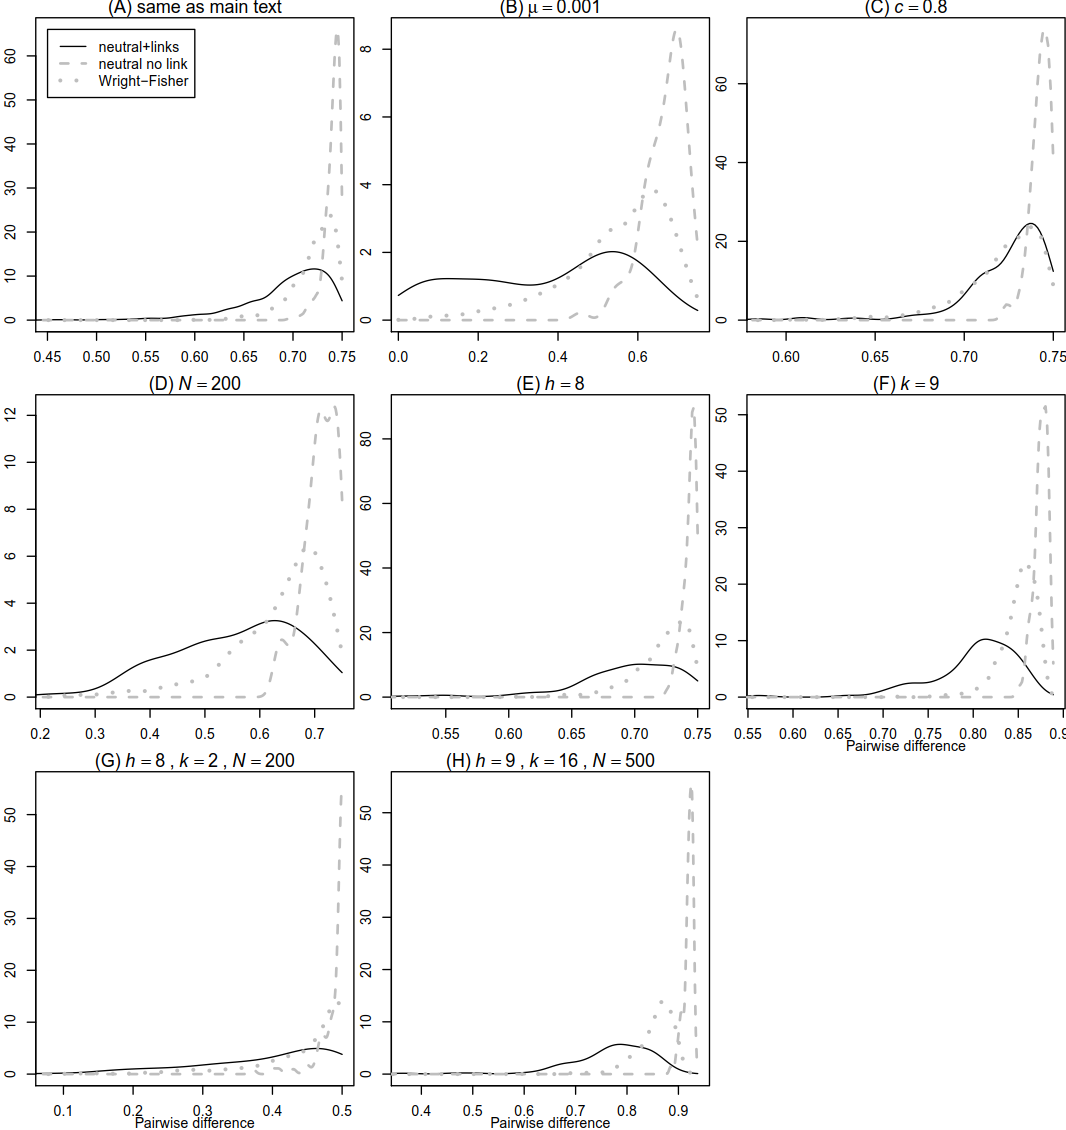 (A) same as main text
neutral+links
neutral no link
Wright−Fisher
0 10 20 30 40 50 60
0.45 0.50 0.55 0.60 0.65 0.70 0.75
(B) μ = 0.001
0 2 4 6 8
0.0 0.2 0.4 0.6
(C) c = 0.8
0 20 40 60
0.60 0.65 0.70 0.75
(D) N = 200
0 2 4 6 8 10 12
0.2 0.3 0.4 0.5 0.6 0.7
(E) h = 8
0 20 40 60 80
0.55 0.60 0.65 0.70 0.75
(F) k = 9
0 10 20 30 40 50
0.55 0.60 0.65 0.70 0.75 0.80 0.85 0.9
Pairwise difference
(G) h = 8 , k = 2 , N = 200
0 10 20 30 40 50
0.1 0.2 0.3 0.4 0.5
Pairwise difference
(H) h = 9 , k = 16 , N = 500
0 10 20 30 40 50
0.4 0.5 0.6 0.7 0.8 0.9
Pairwise difference